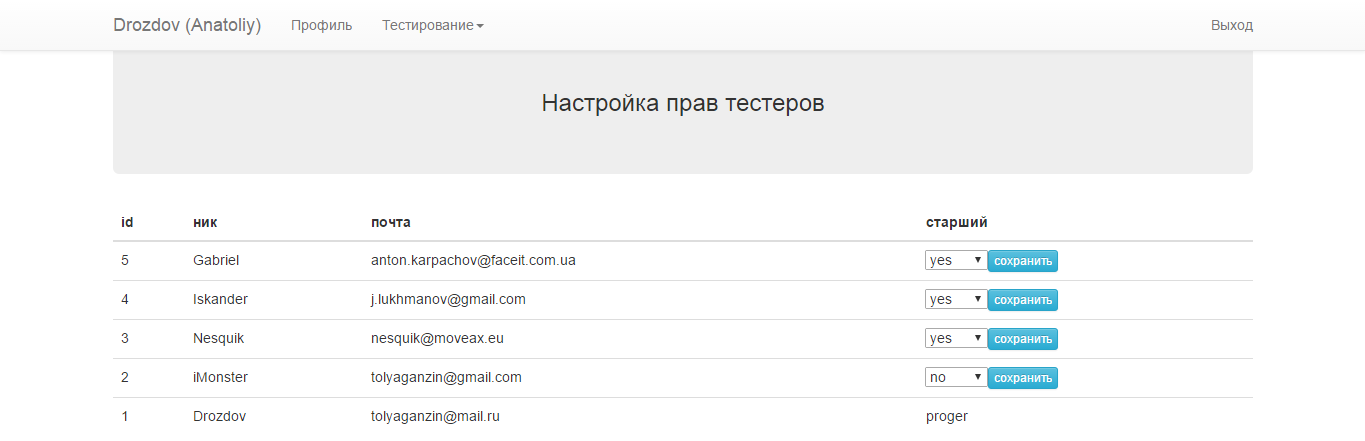 Drozdov (Anatoliy) Профиль Тестирование Выход
Настройка прав тестеров
id ник почта старший
5 Gabriel anton.karpachov@faceit.com.ua yes сохранить
4 Iskander j.lukhmanov@gmail.com yes сохранить
3 Nesquik nesquik@moveax.eu yes сохранить
2 iMonster tolyaganzin@gmail.com no сохранить
1 Drozdov tolyaganzin@mail.ru proger